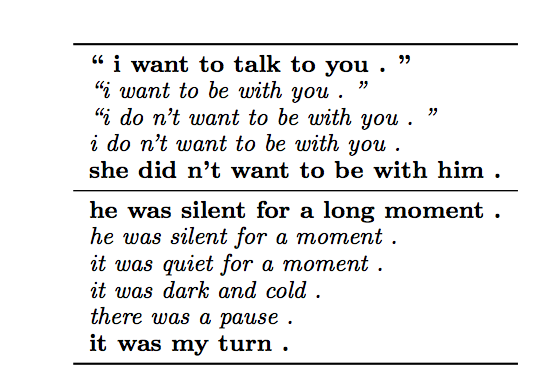 “ i want to talk to you . ”
“i want to be with you . ”
“i do n’t want to be with you . ”
i do n’t want to be with you .
she did n’t want to be with him .
he was silent for a long moment .
he was silent for a moment .
it was quiet for a moment .
it was dark and cold .
there was a pause .
it was my turn .